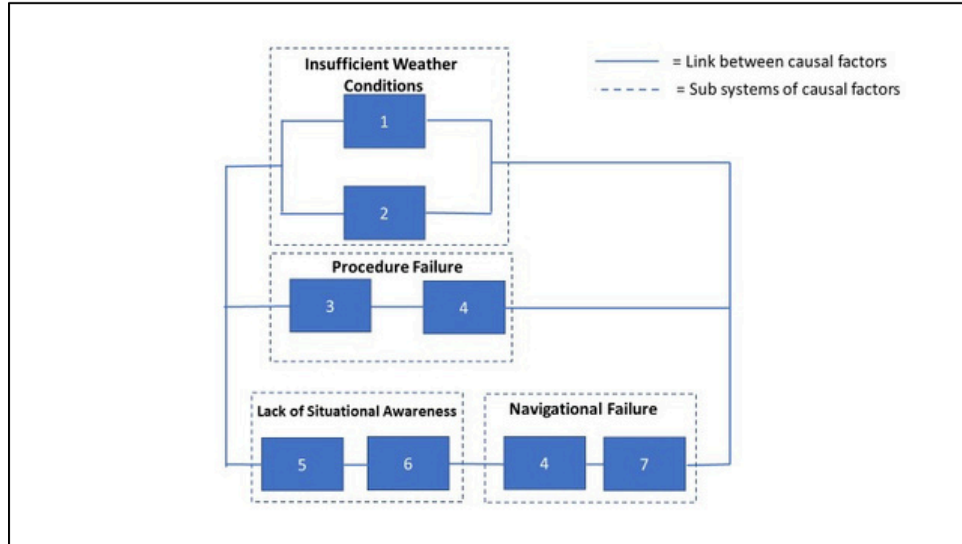 Insufficient Weather
Conditions
= Link between causal factors
= Sub systems of causal factors
1
2
Procedure Failure
3
4
Lack of Situational Awareness
Navigational Failure
5
6
4
7